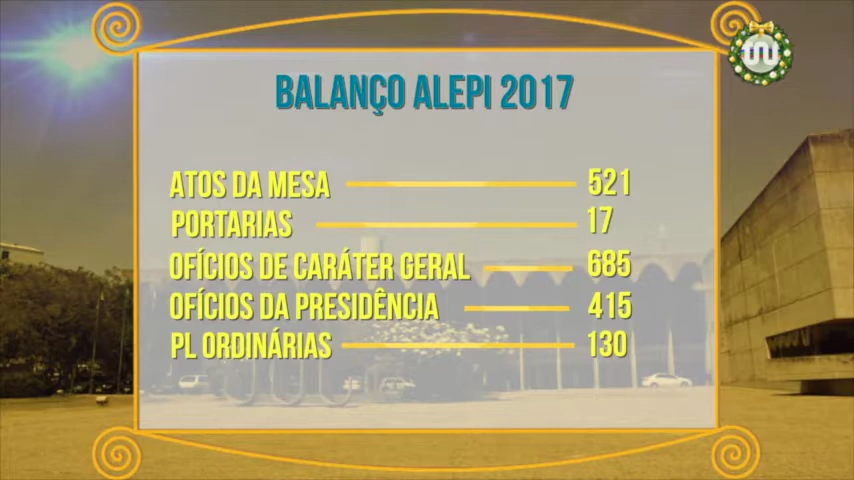 BALANÇO ALEPI 2017
ATOS DA MESA 521
PORTARIAS 17
OFÍCIOS DE CARÁTER GERAL 685
OFÍCIOS DA PRESIDÊNCIA 415
PL ORDINÁRIAS 130